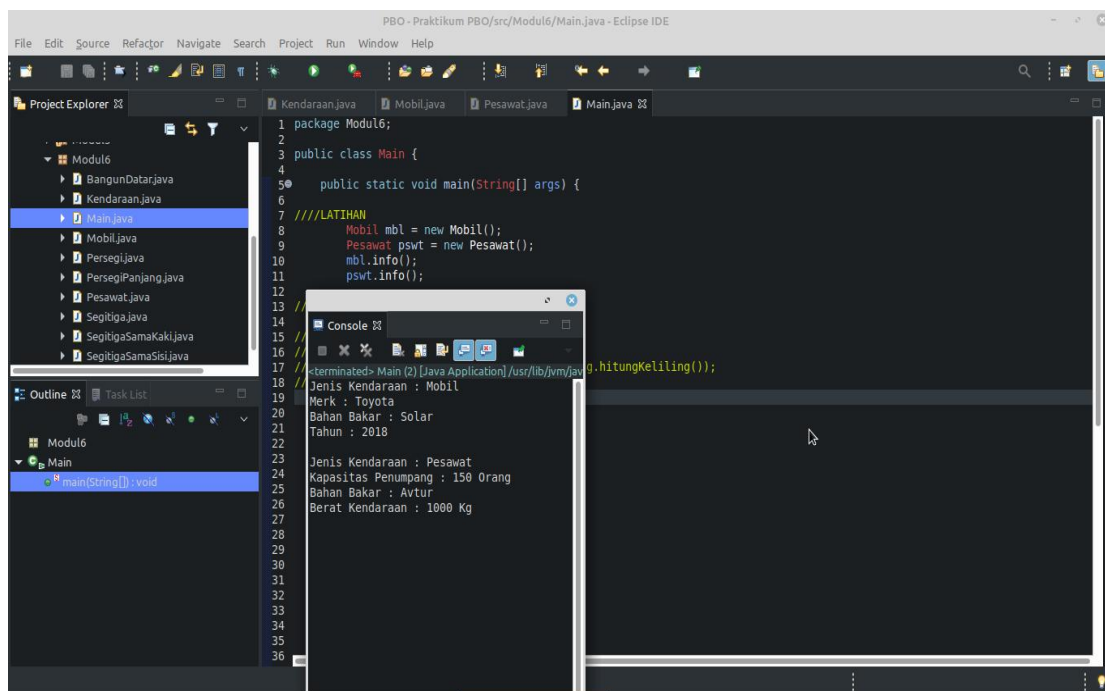 PBO - Praktikum PBO/src/Modul6/Main.java - Eclipse IDE
File Edit Source Refactor Navigate Search Project Run Window Help
Project Explorer
Modul6
BangunDatar.java
Kendaraan.java
Main.java
Mobil.java
Persegi.java
PersegiPanjang.java
Pesawat.java
Segitiga.java
SegitigaSamaKaki.java
SegitigaSamaSisi.java
Outline Task List
Modul6
Main
main(String[]) : void
Kendaraan.java Mobil.java Pesawat.java Main.java
1 package Modul6;
2
3 public class Main {
4
5 public static void main(String[] args) {
6
7 ////LATIHAN
8 Mobil mbl = new Mobil();
9 Pesawat pswt = new Pesawat();
10 mbl.info();
11 pswt.info();
12
13 //
14
15 //
16 //
17 // g.hitungKeliling());
18 //
19
20
21
22
23
24
25
26
27
28
29
30
31
32
33
34
35
36
Console
<terminated> Main (2) [Java Application] /usr/lib/jvm/jav
Jenis Kendaraan : Mobil
Merk : Toyota
Bahan Bakar : Solar
Tahun : 2018
Jenis Kendaraan : Pesawat
Kapasitas Penumpang : 150 Orang
Bahan Bakar : Avtur
Berat Kendaraan : 1000 Kg